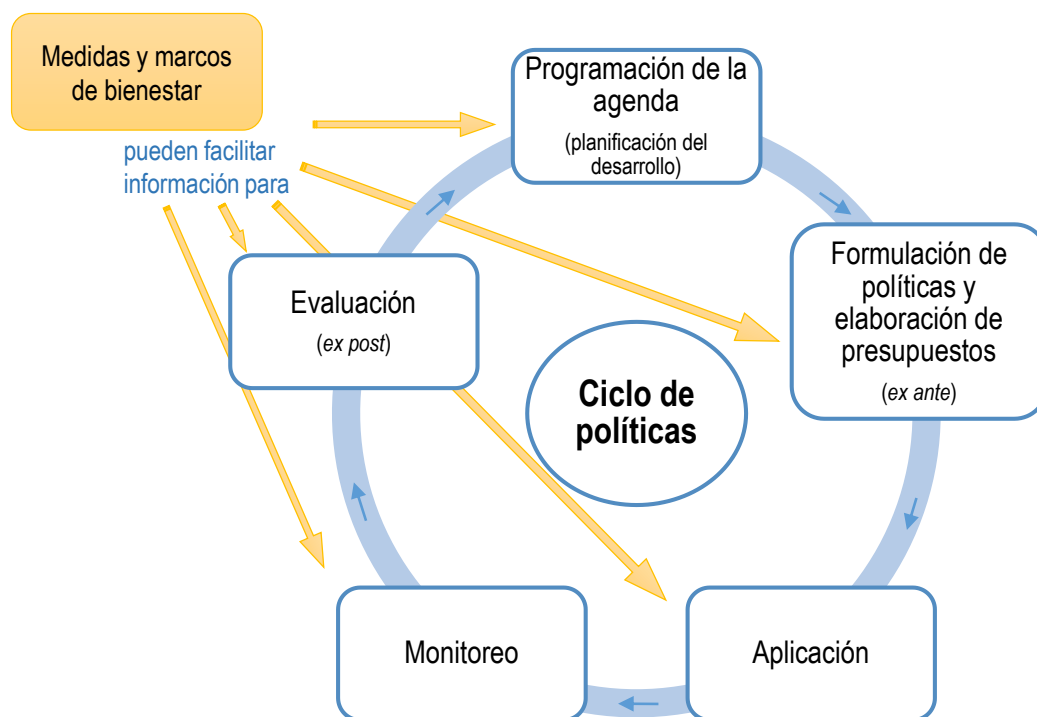 Medidas y marcos
de bienestar
pueden facilitar
información para
Programación de la
agenda
(planificación del
desarrollo)
Formulación de
políticas y
elaboración de
presupuestos
(ex ante)
Evaluación
(ex post)
Ciclo de
políticas
Monitoreo
Aplicación